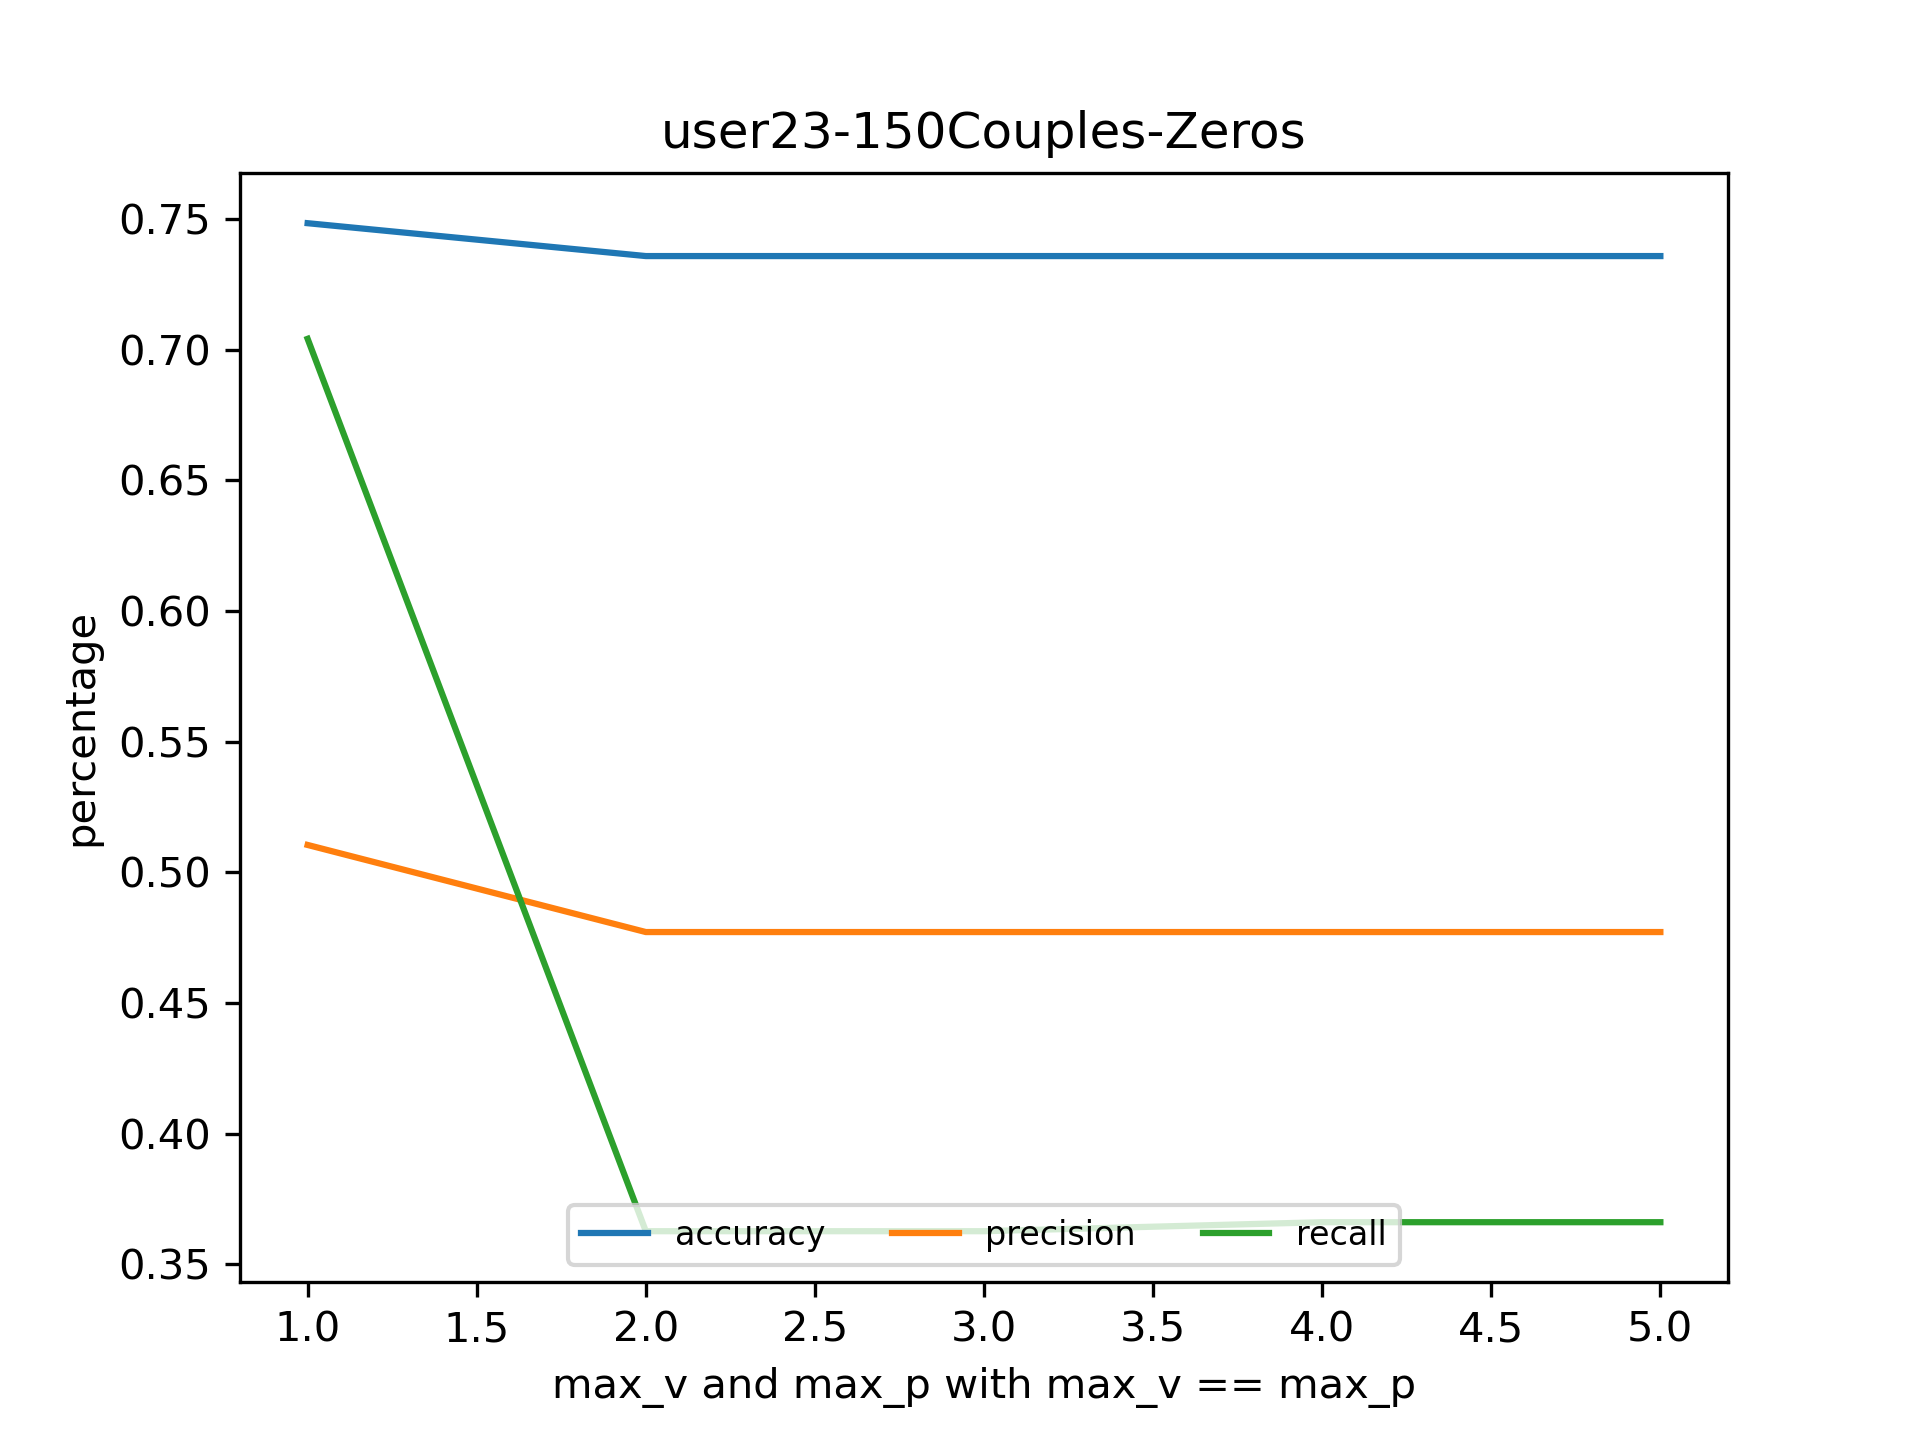 user23-150Couples-Zeros
percentage
0.75
0.70
0.65
0.60
0.55
0.50
0.45
0.40
0.35
accuracy precision recall
1.0 1.5 2.0 2.5 3.0 3.5 4.0 4.5 5.0
max_v and max_p with max_v == max_p